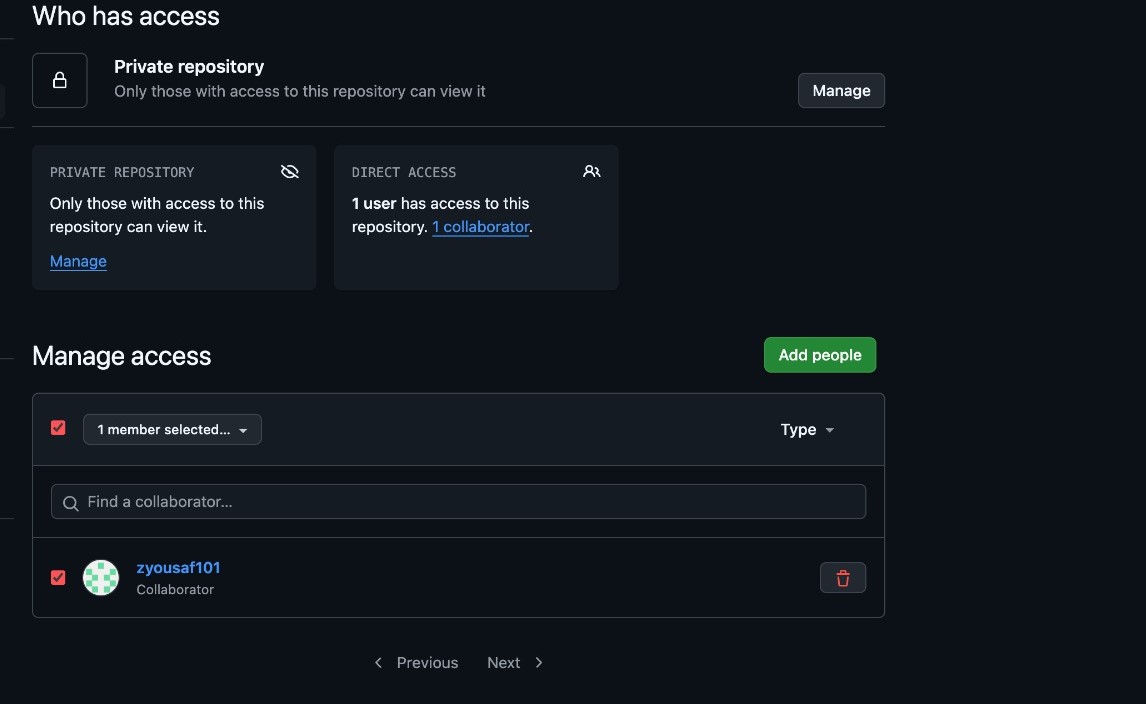 Who has access
Private repository
Only those with access to this repository can view it
Manage
PRIVATE REPOSITORY
Only those with access to this
repository can view it.
Manage
DIRECT ACCESS
1 user has access to this
repository. 1 collaborator.
Manage access
Add people
1 member selected...
Type
Find a collaborator...
zyousaf101
Collaborator
Previous
Next